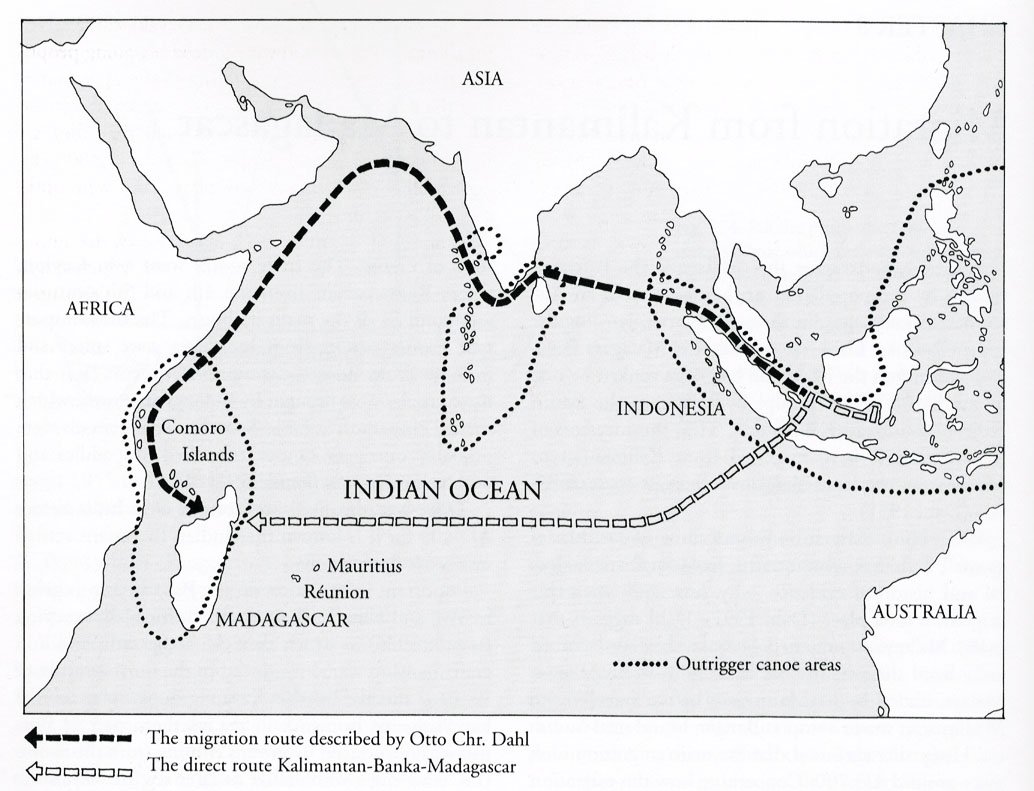 ASIA
AFRICA
INDONESIA
Comoro
Islands
INDIAN OCEAN
Mauritius
Réunion
MADAGASCAR
AUSTRALIA
Outrigger canoe areas
The migration route described by Otto Chr. Dahl
The direct route Kalimantan-Banka-Madagascar